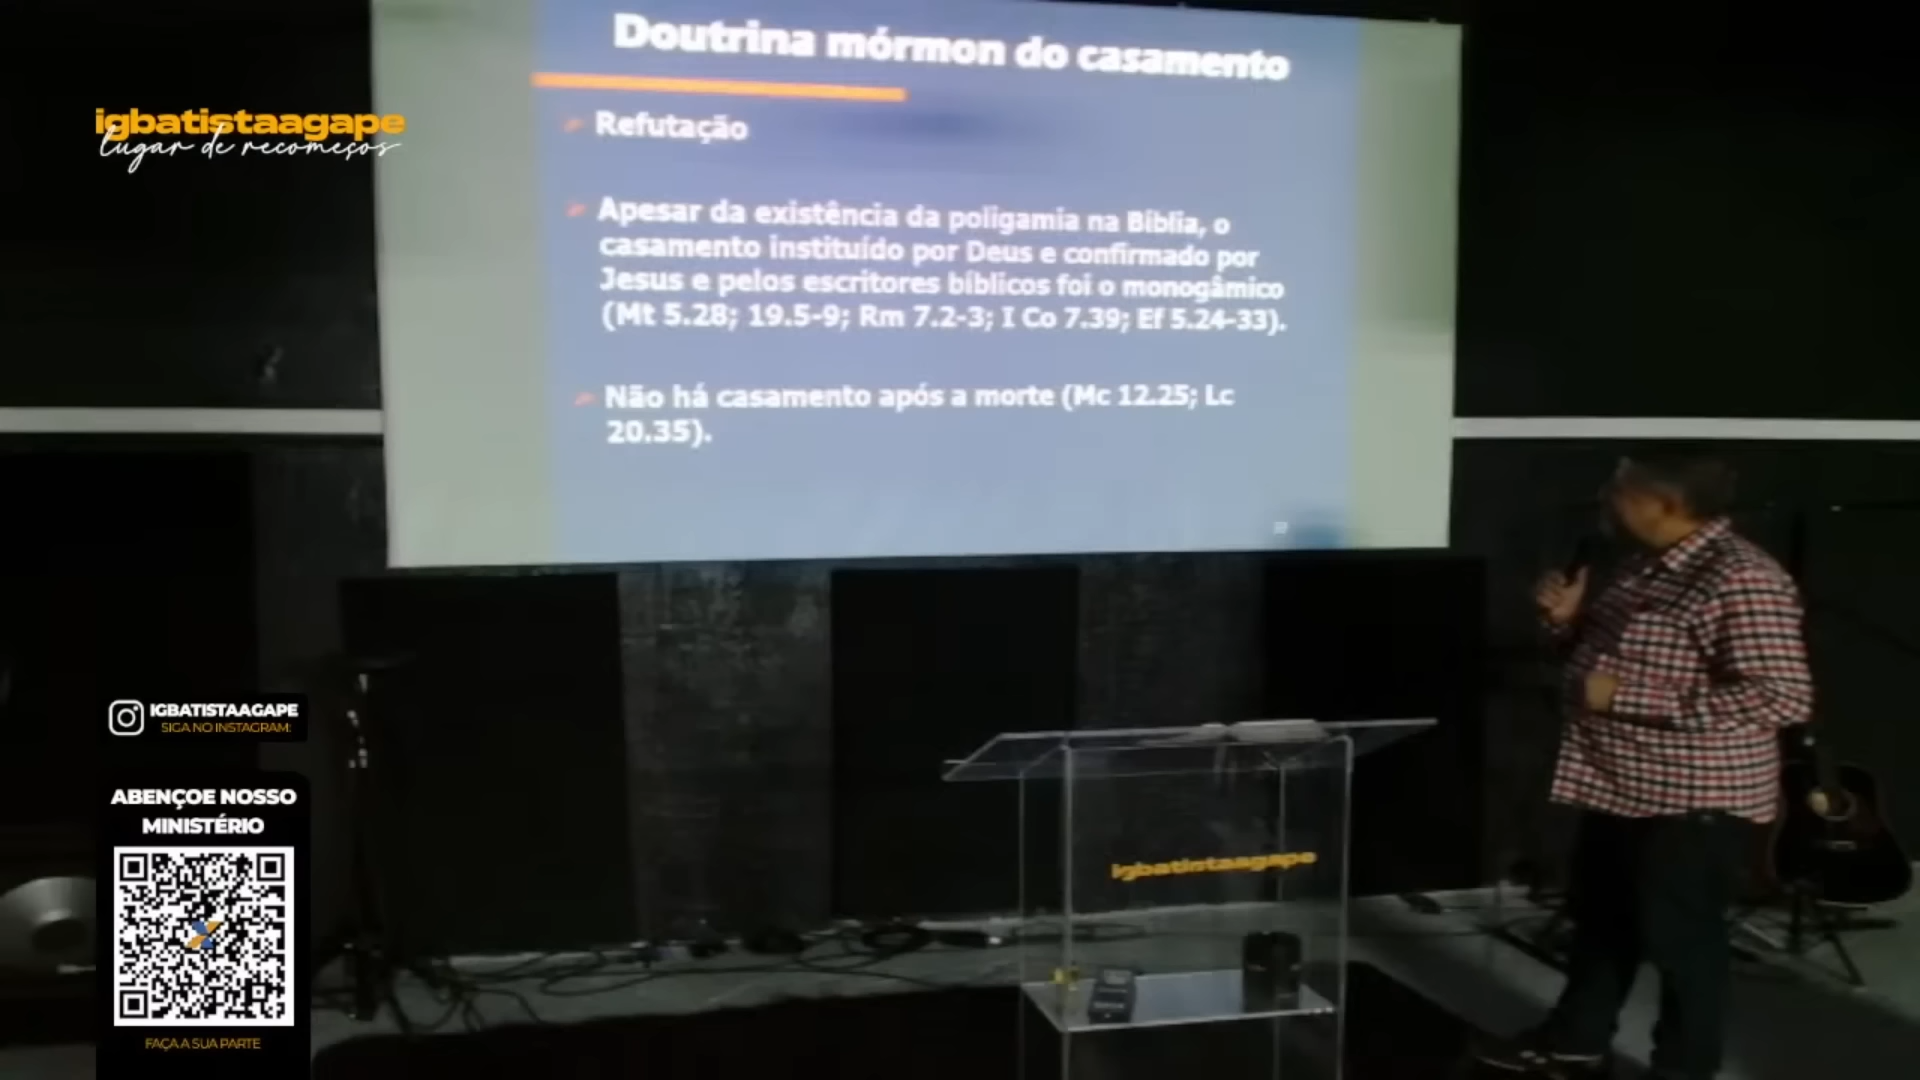 Doutrina mórmon do casamento
igbatistaagape
lugar de recomeços
Refutação
Apesar da existência da poligamia na Bíblia, o
casamento instituído por Deus e confirmado por
Jesus e pelos escritores bíblicos foi o monogâmico
(Mt 5.28; 19.5-9; Rm 7.2-3; I Co 7.39; Ef 5.24-33).
Não há casamento após a morte (Mc 12.25; Lc
20.35).
IGBATISTAAGAPE
SIGA NO INSTAGRAM:
ABENÇOE NOSSO
MINISTÉRIO
FAÇA A SUA PARTE
igbatistaagape